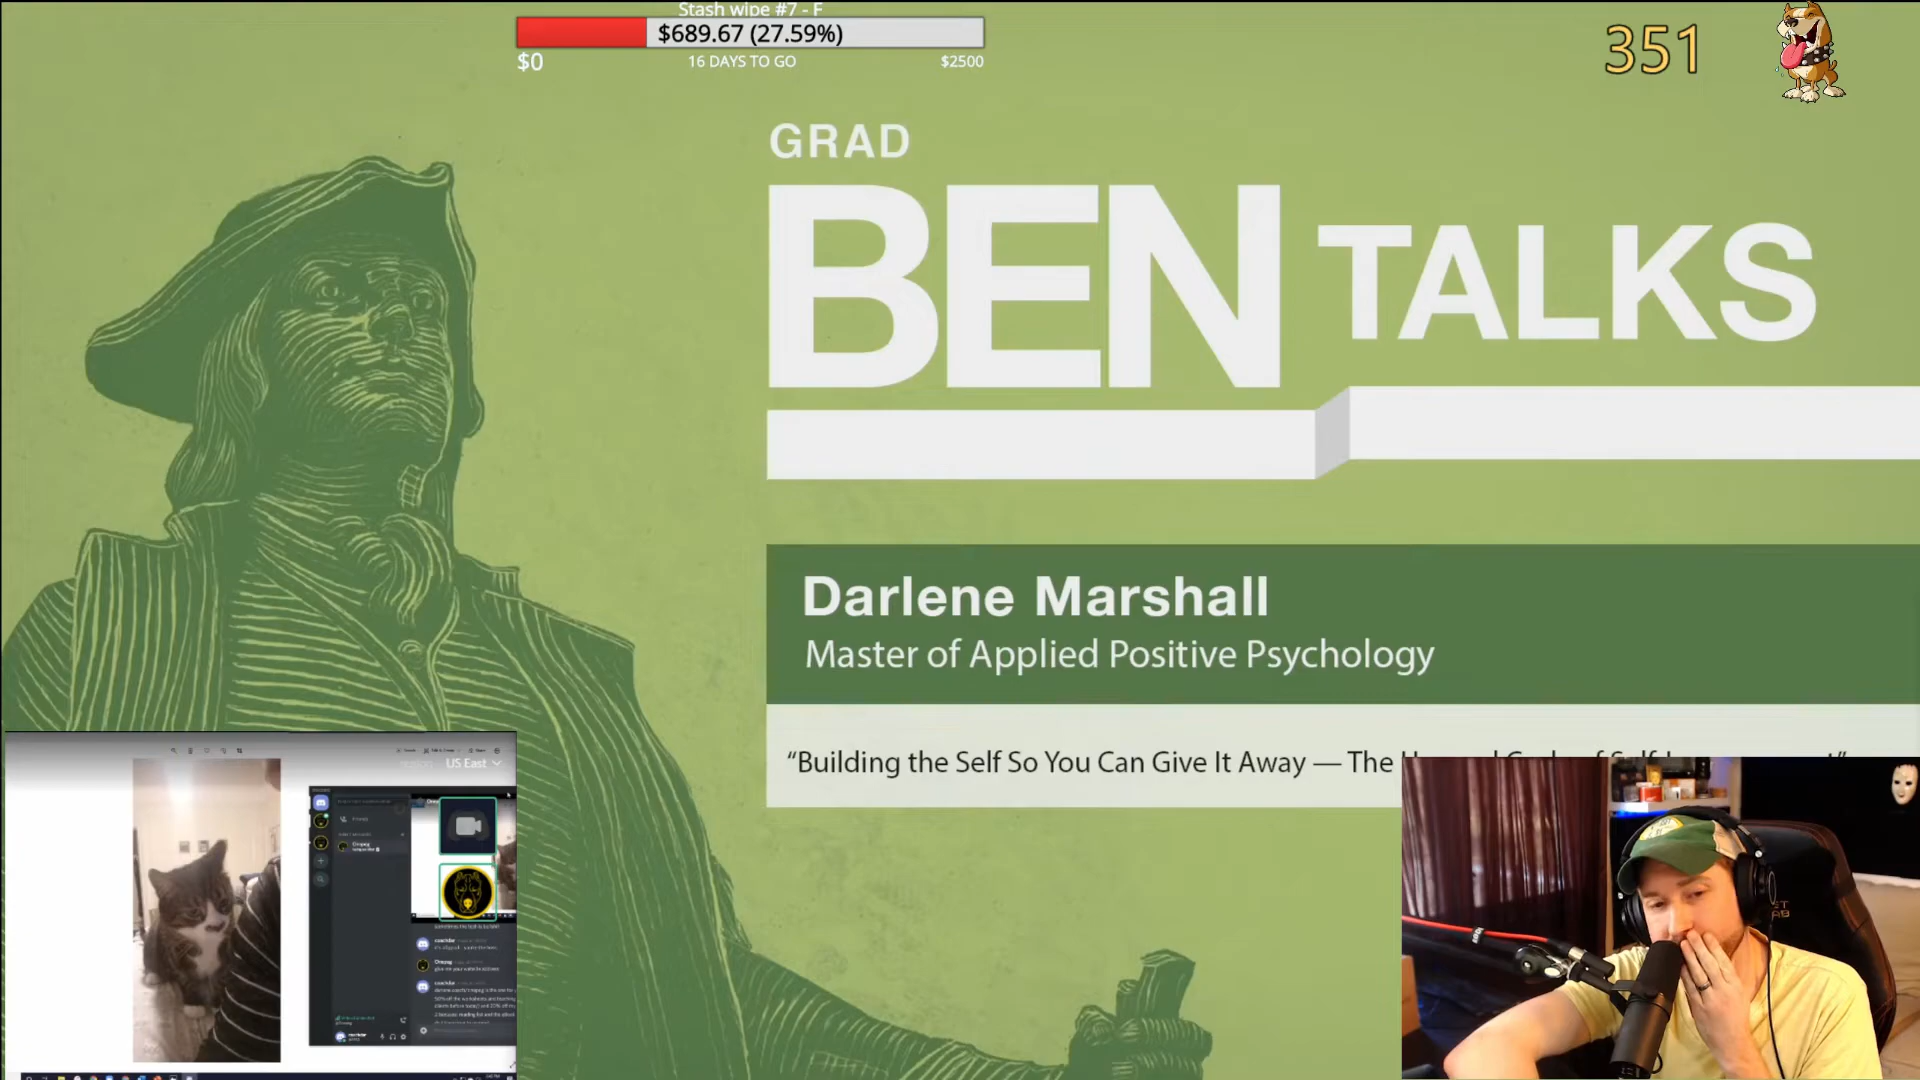 Stash wipe #7 - F
$689.67 (27.59%)
$0
16 DAYS TO GO
$2500
351
GRAD
BEN TALKS
Darlene Marshall
Master of Applied Positive Psychology
“Building the Self So You Can Give It Away — The
US East